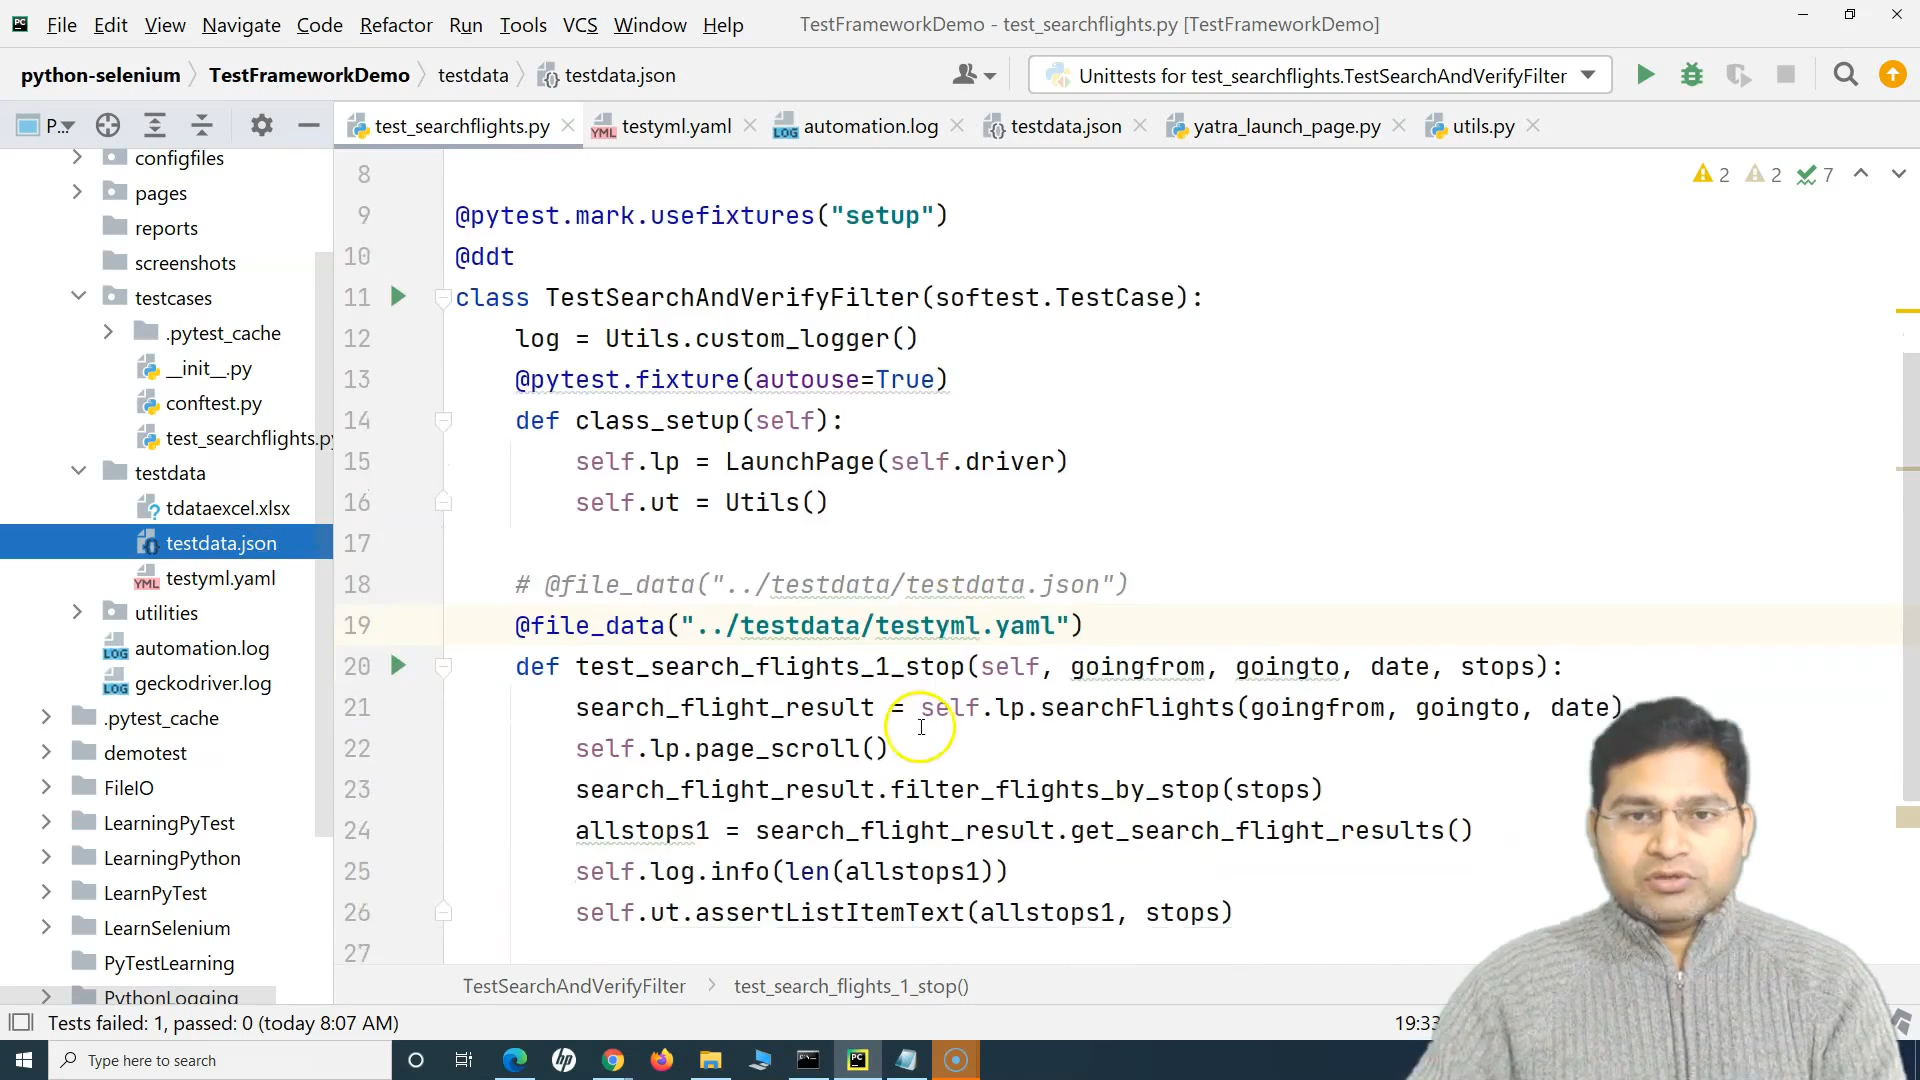 File Edit View Navigate Code Refactor Run Tools VCS Window Help TestFrameworkDemo - test_searchflights.py [TestFrameworkDemo]
python-selenium TestFrameworkDemo testdata testdata.json Unittests for test_searchflights.TestSearchAndVerifyFilter
P... test_searchflights.py testyml.yaml automation.log testdata.json yatra_launch_page.py utils.py
configfiles
pages
reports
screenshots
testcases
.pytest_cache
__init__.py
conftest.py
test_searchflights.py
testdata
tdataexcel.xlsx
testdata.json
testyml.yaml
utilities
automation.log
geckodriver.log
.pytest_cache
demotest
FileIO
LearningPyTest
LearningPython
LearnPyTest
LearnSelenium
PyTestLearning
PythonLogging
2 2 7
8
9 @pytest.mark.usefixtures("setup")
10 @ddt
11 class TestSearchAndVerifyFilter(softest.TestCase):
12 log = Utils.custom_logger()
13 @pytest.fixture(autouse=True)
14 def class_setup(self):
15 self.lp = LaunchPage(self.driver)
16 self.ut = Utils()
17
18 # @file_data("../testdata/testdata.json")
19 @file_data("../testdata/testyml.yaml")
20 def test_search_flights_1_stop(self, goingfrom, goingto, date, stops):
21 search_flight_result = self.lp.searchFlights(goingfrom, goingto, date)
22 self.lp.page_scroll()
23 search_flight_result.filter_flights_by_stop(stops)
24 allstops1 = search_flight_result.get_search_flight_results()
25 self.log.info(len(allstops1))
26 self.ut.assertListItemText(allstops1, stops)
27
TestSearchAndVerifyFilter test_search_flights_1_stop()
Tests failed: 1, passed: 0 (today 8:07 AM) 19:33
Type here to search